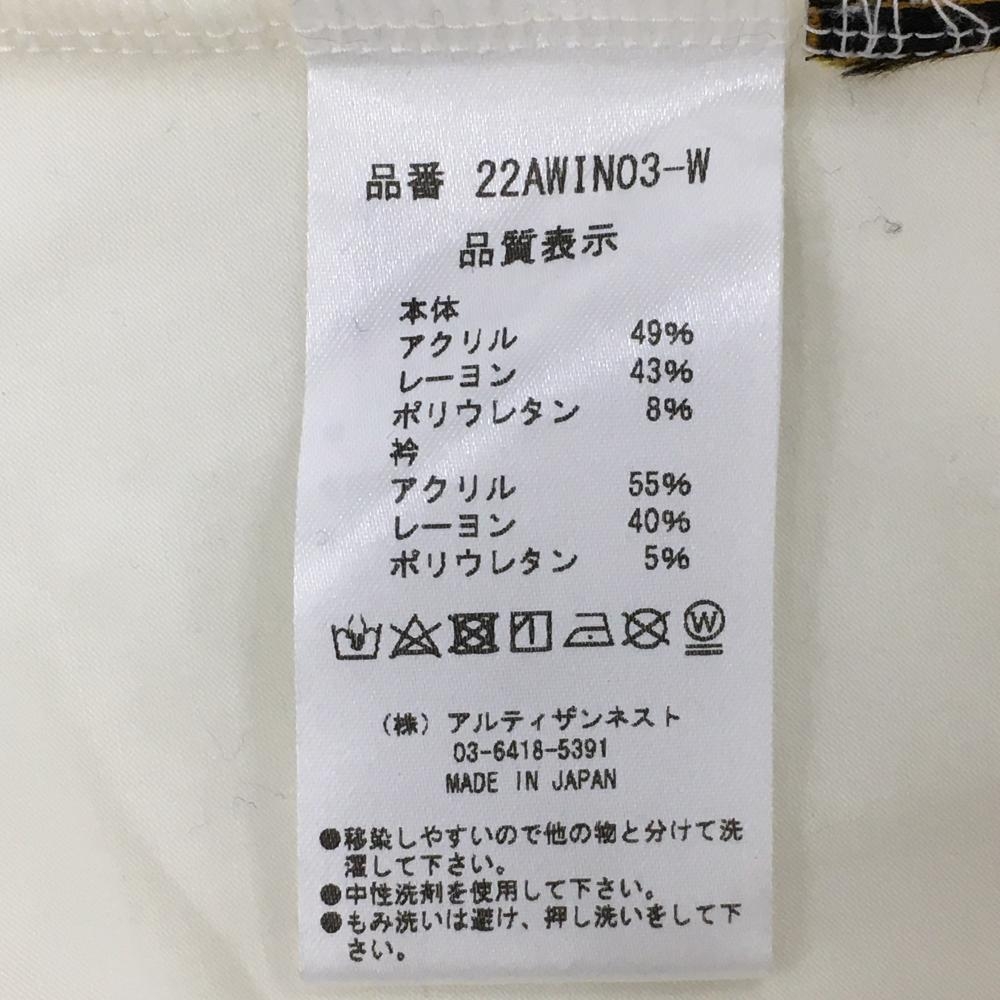 品番 22AWIN03-W
品質表示
本体
アクリル 49%
レーヨン 43%
ポリウレタン 8%
衿
アクリル 55%
レーヨン 40%
ポリウレタン 5%
W
(株)アルティザンネスト
03-6418-5391
MADE IN JAPAN
●移染しやすいので他の物と分けて洗
濯して下さい。
●中性洗剤を使用して下さい。
●もみ洗いは避け、押し洗いをして下
さい。